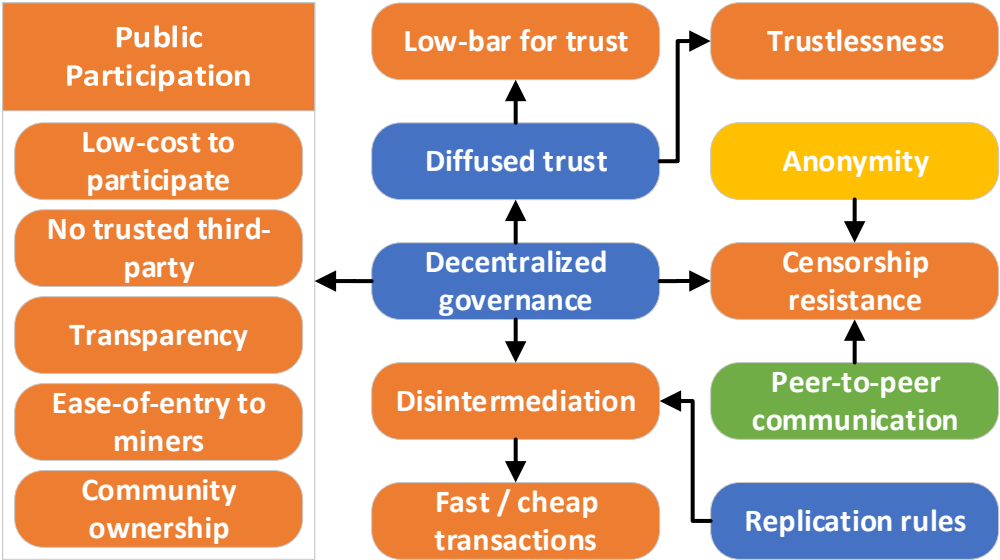 Public
Participation
Low-cost to
participate
No trusted third-
party
Transparency
Ease-of-entry to
miners
Community
ownership
Low-bar for trust
Diffused trust
Decentralized
governance
Disintermediation
Fast / cheap
transactions
Trustlessness
Anonymity
Censorship
resistance
Peer-to-peer
communication
Replication rules